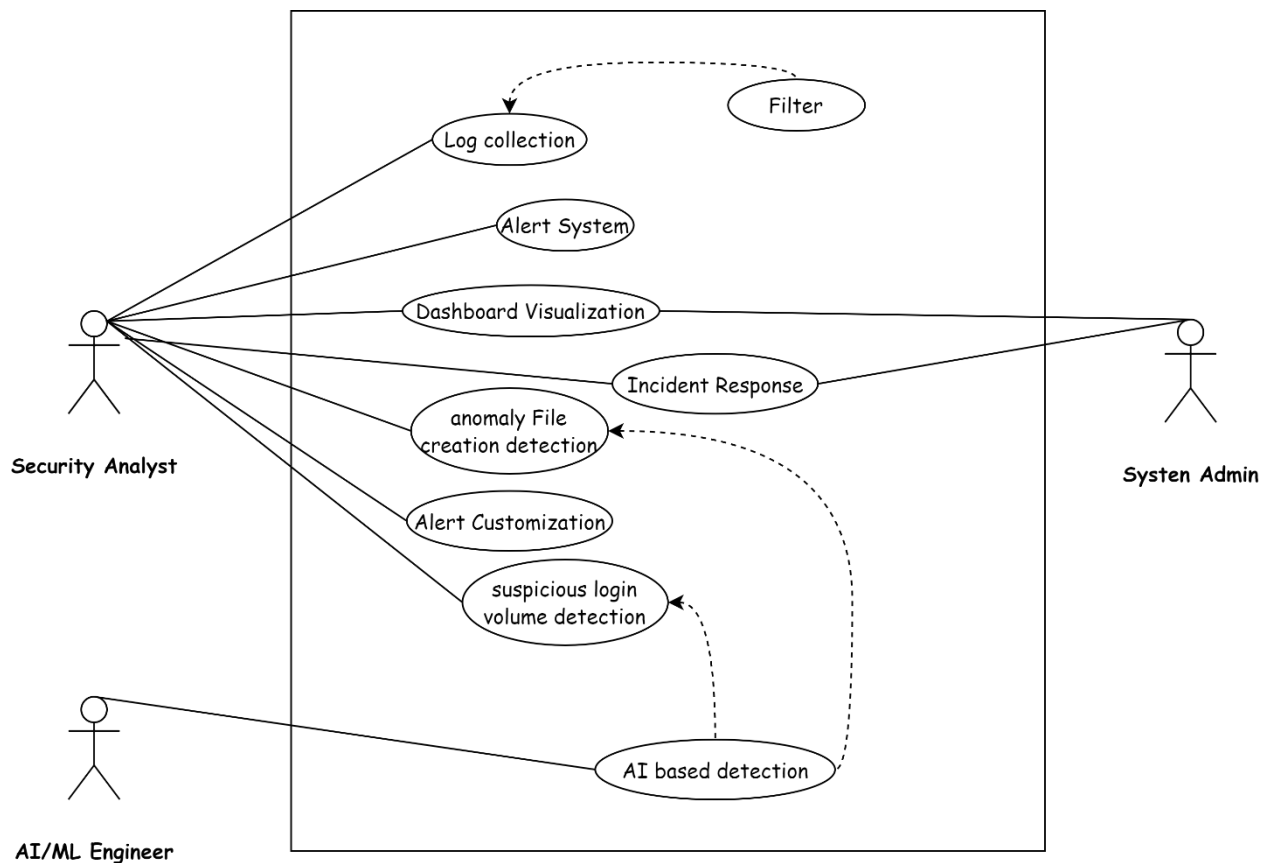 Filter
Log collection
Alert System
Dashboard Visualization
Incident Response
anomaly File
creation detection
Security Analyst
Systen Admin
Alert Customization
suspicious login
volume detection
AI based detection
AI/ML Engineer